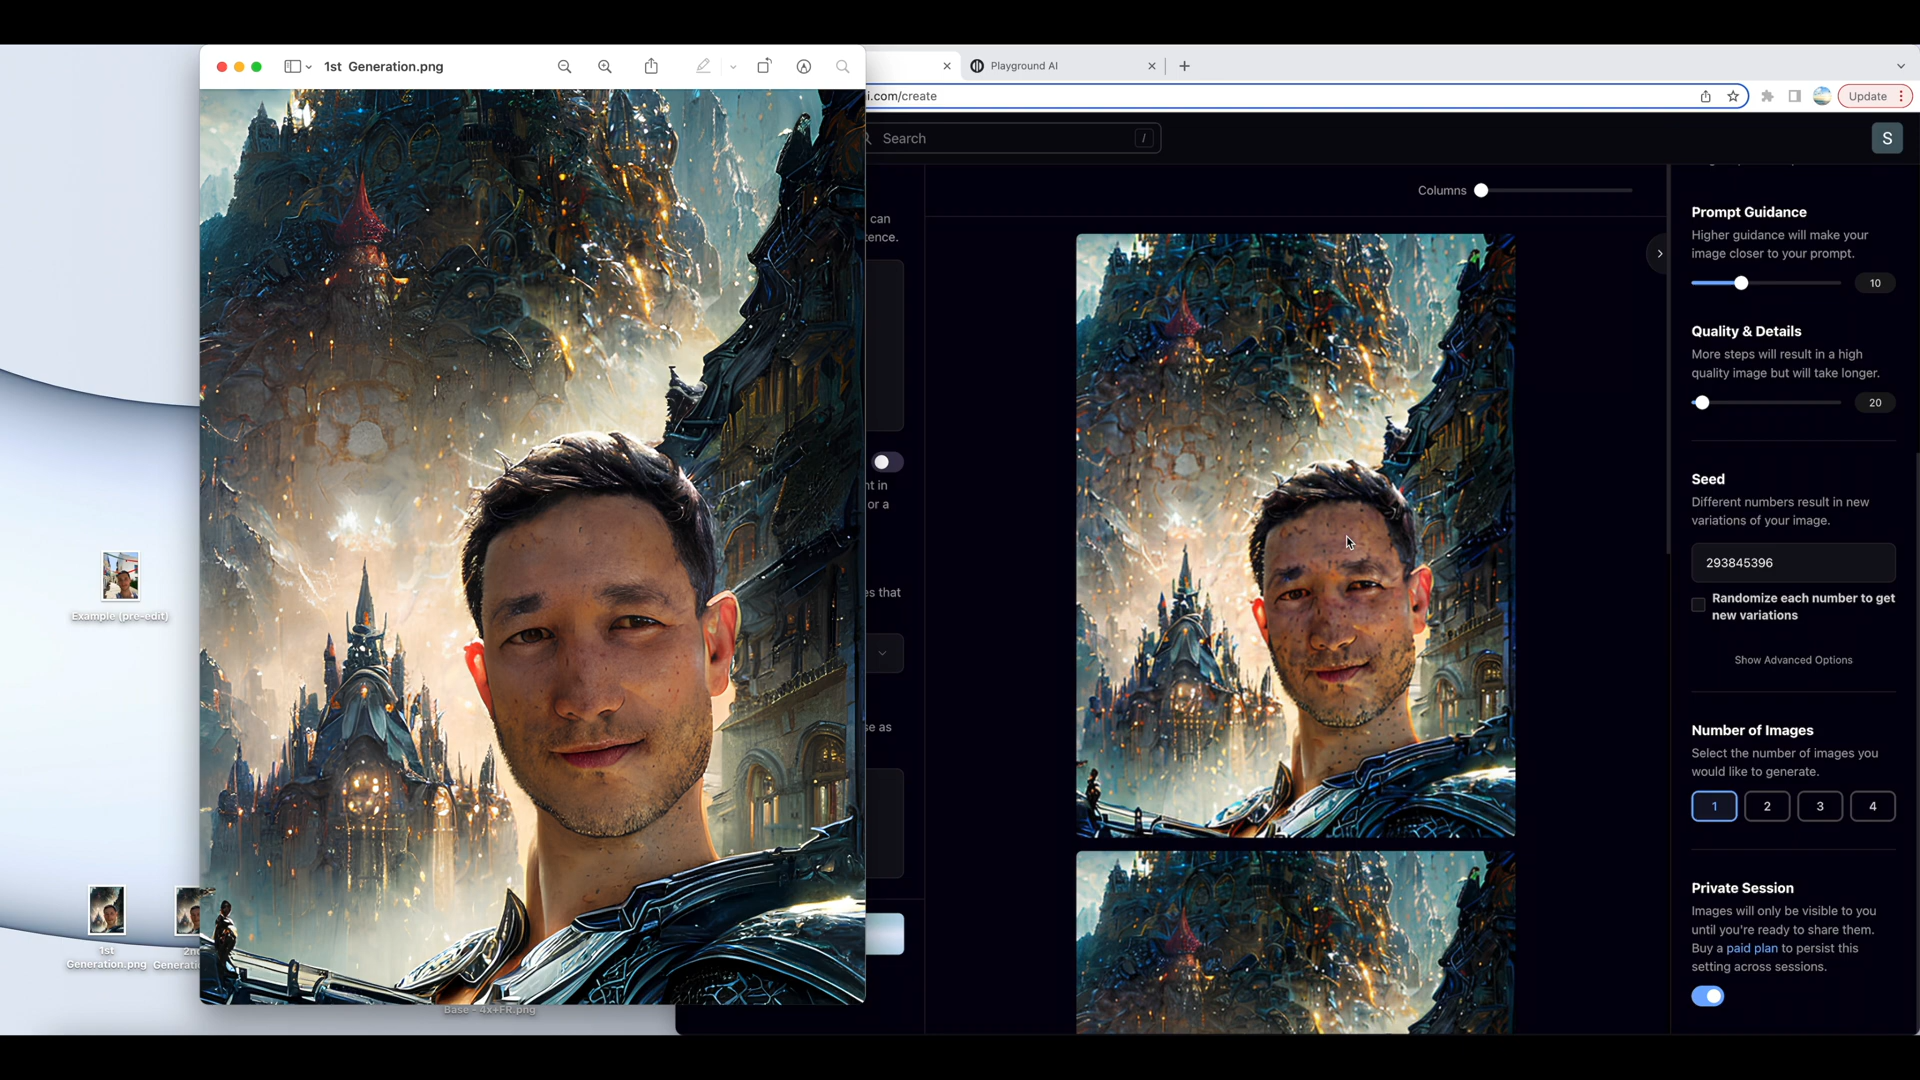 1st Generation.png
Playground AI
Update
i.com/create
Search
/
S
can
ence.
Columns
Prompt Guidance
Higher guidance will make your
image closer to your prompt.
10
Quality & Details
More steps will result in a high
quality image but will take longer.
20
nt in
or a
Seed
Different numbers result in new
variations of your image.
293845396
Randomize each number to get
new variations
Show Advanced Options
es that
se as
Number of Images
Select the number of images you
would like to generate.
1
2
3
4
Private Session
Images will only be visible to you
until you're ready to share them.
Buy a paid plan to persist this
setting across sessions.
Example (pre-edit)
1st
Generation.png
2n
Generati
Base - 4x+FR.png